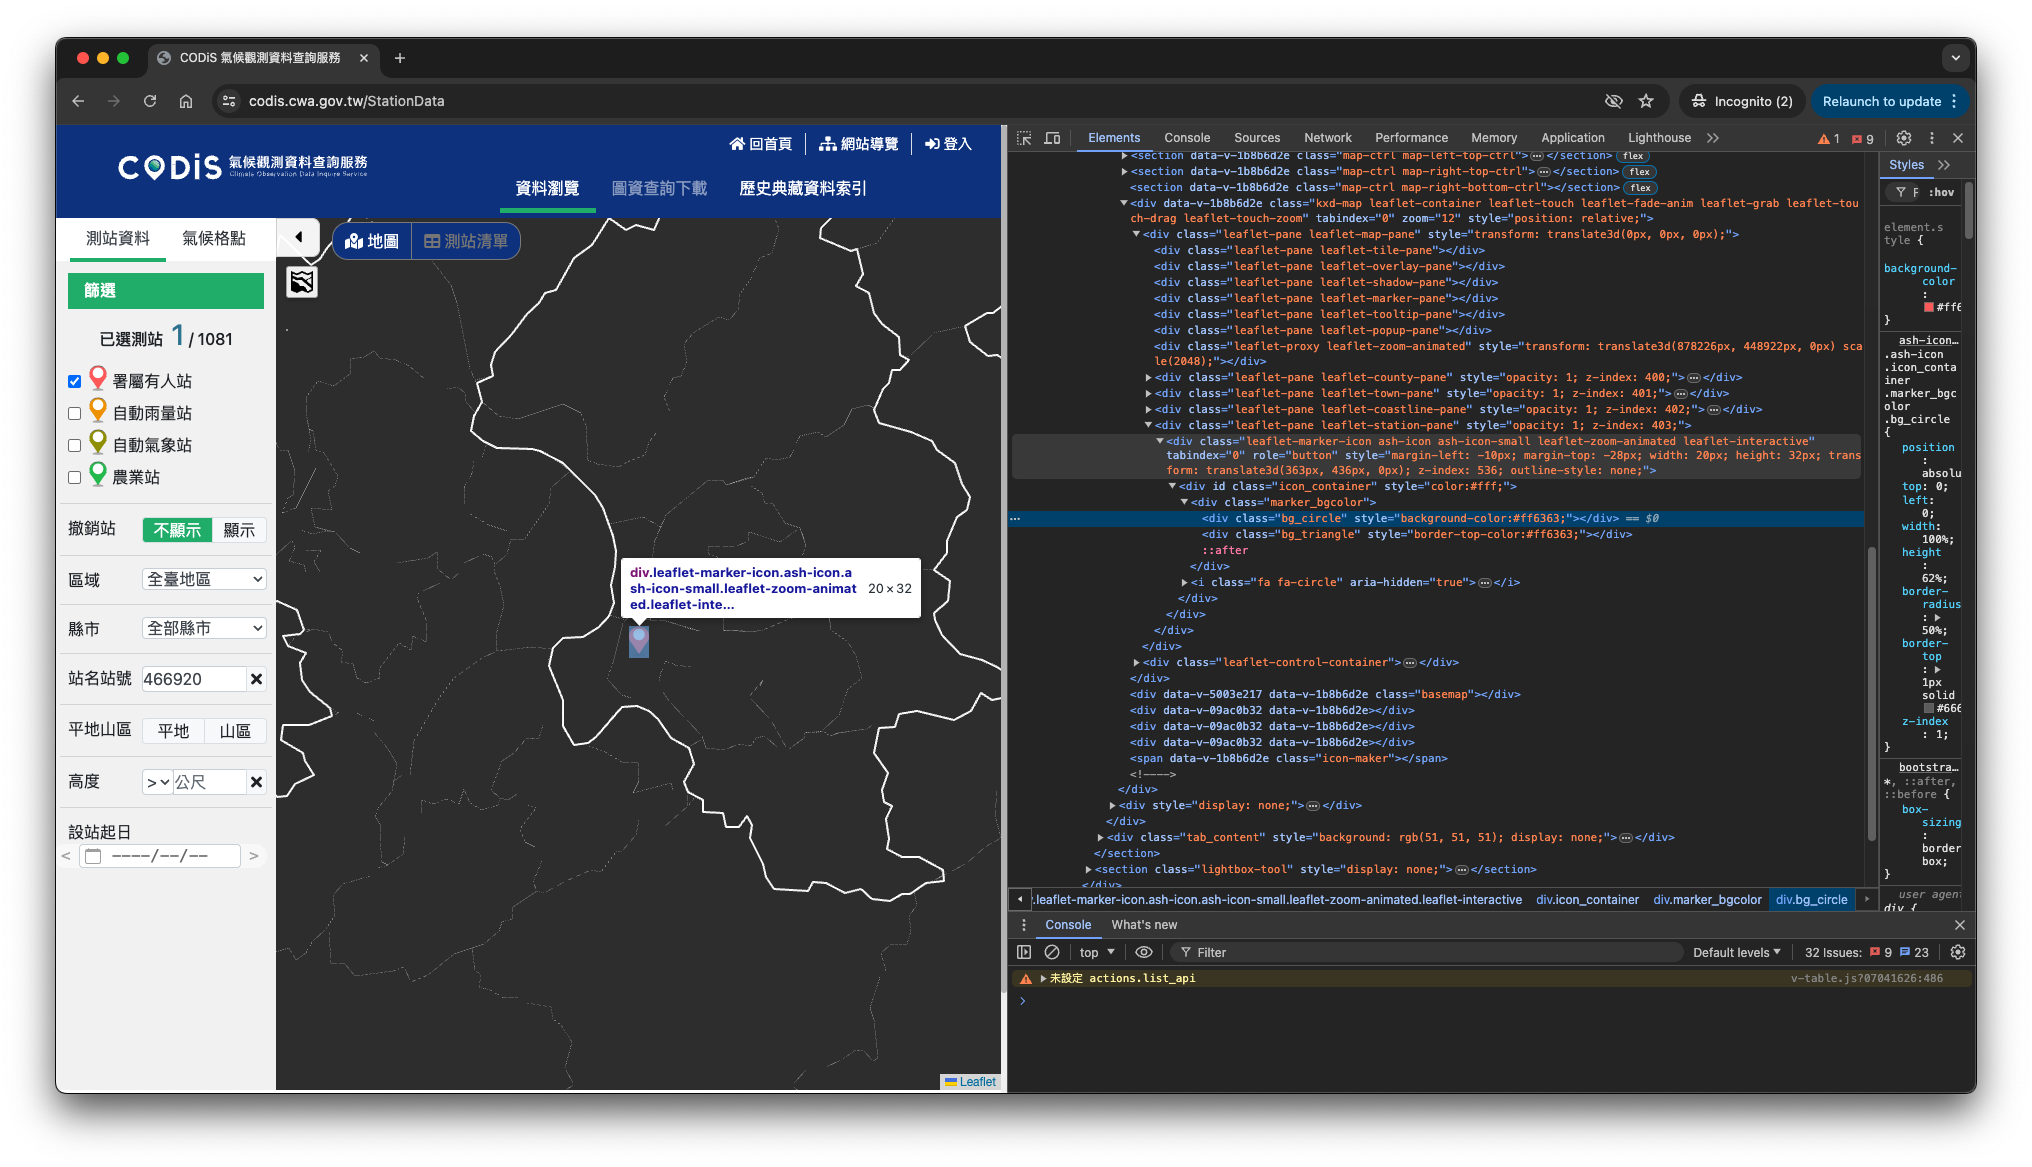 CODiS 氣候觀測資料查詢服務
codis.cwa.gov.tw/StationData
Incognito (2)
Relaunch to update
回首頁
網站導覽
登入
CODiS 氣候觀測資料查詢服務
Climate Observation Data Inquire Service
資料瀏覽
圖資查詢下載
歷史典藏資料索引
測站資料
氣候格點
地圖
測站清單
篩選
已選測站 1 / 1081
署屬有人站
自動雨量站
自動氣象站
農業站
撤銷站 不顯示 顯示
區域 全臺地區
縣市 全部縣市
站名站號 466920
平地山區 平地 山區
高度 > 公尺
設站起日
< ----/--/-- >
div.leaflet-marker-icon.ash-icon.a
sh-icon-small.leaflet-zoom-animat
ed.leaflet-inte...
20 × 32
Leaflet
Elements Console Sources Network Performance Memory Application Lighthouse
1 9
<section data-v-1b8b6d2e class="map-ctrl map-left-top-ctrl">…</section> flex
<section data-v-1b8b6d2e class="map-ctrl map-right-top-ctrl">…</section> flex
<section data-v-1b8b6d2e class="map-ctrl map-right-bottom-ctrl"></section> flex
<div data-v-1b8b6d2e class="kxd-map leaflet-container leaflet-touch leaflet-fade-anim leaflet-grab leaflet-tou
ch-drag leaflet-touch-zoom" tabindex="0" zoom="12" style="position: relative;">
<div class="leaflet-pane leaflet-map-pane" style="transform: translate3d(0px, 0px, 0px);">
<div class="leaflet-pane leaflet-tile-pane"></div>
<div class="leaflet-pane leaflet-overlay-pane"></div>
<div class="leaflet-pane leaflet-shadow-pane"></div>
<div class="leaflet-pane leaflet-marker-pane"></div>
<div class="leaflet-pane leaflet-tooltip-pane"></div>
<div class="leaflet-pane leaflet-popup-pane"></div>
<div class="leaflet-proxy leaflet-zoom-animated" style="transform: translate3d(878226px, 448922px, 0px) sca
le(2048);"></div>
<div class="leaflet-pane leaflet-county-pane" style="opacity: 1; z-index: 400;">…</div>
<div class="leaflet-pane leaflet-town-pane" style="opacity: 1; z-index: 401;">…</div>
<div class="leaflet-pane leaflet-coastline-pane" style="opacity: 1; z-index: 402;">…</div>
<div class="leaflet-pane leaflet-station-pane" style="opacity: 1; z-index: 403;">
<div class="leaflet-marker-icon ash-icon ash-icon-small leaflet-zoom-animated leaflet-interactive"
tabindex="0" role="button" style="margin-left: -10px; margin-top: -28px; width: 20px; height: 32px; trans
form: translate3d(363px, 436px, 0px); z-index: 536; outline-style: none;">
<div id class="icon_container" style="color:#fff;">
<div class="marker_bgcolor">
<div class="bg_circle" style="background-color:#ff6363;"></div> == $0
<div class="bg_triangle" style="border-top-color:#ff6363;"></div>
::after
</div>
<i class="fa fa-circle" aria-hidden="true">…</i>
</div>
</div>
</div>
</div>
<div class="leaflet-control-container">…</div>
</div>
<div data-v-5003e217 data-v-1b8b6d2e class="basemap"></div>
<div data-v-09ac0b32 data-v-1b8b6d2e></div>
<div data-v-09ac0b32 data-v-1b8b6d2e></div>
<div data-v-09ac0b32 data-v-1b8b6d2e></div>
<span data-v-1b8b6d2e class="icon-maker"></span>
<!---->
</div>
<div style="display: none;">…</div>
</div>
<div class="tab_content" style="background: rgb(51, 51, 51); display: none;">…</div>
</section>
<section class="lightbox-tool" style="display: none;">…</section>
</div>
.leaflet-marker-icon.ash-icon.ash-icon-small.leaflet-zoom-animated.leaflet-interactive div.icon_container div.marker_bgcolor div.bg_circle
Styles
F :hov
element.s
tyle {
background-
color
:
#ff6
}
ash-icon…
.ash-icon
.icon_conta
iner
.marker_bgc
olor
.bg_circle
{
position
:
absolu
top: 0;
left:
0;
width:
100%;
height
:
62%;
border-
radius
:
50%;
border-
top
:
1px
solid
#666
z-index
: 1;
}
bootstra…
*, ::after,
::before {
box-
sizing
:
border
box;
}
user agen
div {
Console What's new
top Filter Default levels 32 Issues: 9 23
未設定 actions.list_api
v-table.js?07041626:486